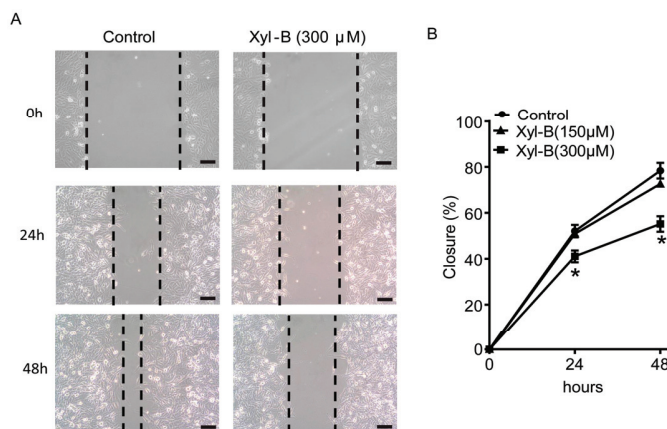 A
Control
Xyl-B (300 μM)
0h
24h
48h
B
Control
Xyl-B(150μM)
Xyl-B(300μM)
100
80
60
40
20
0
Closure (%)
*
*
0
24
48
hours